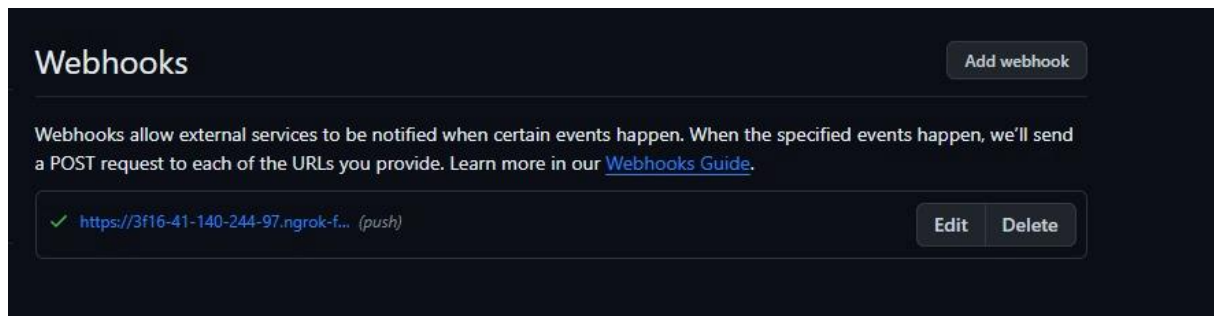 Webhooks
Add webhook
Webhooks allow external services to be notified when certain events happen. When the specified events happen, we'll send
a POST request to each of the URLs you provide. Learn more in our Webhooks Guide.
https://3f16-41-140-244-97.ngrok-f... (push)
Edit Delete